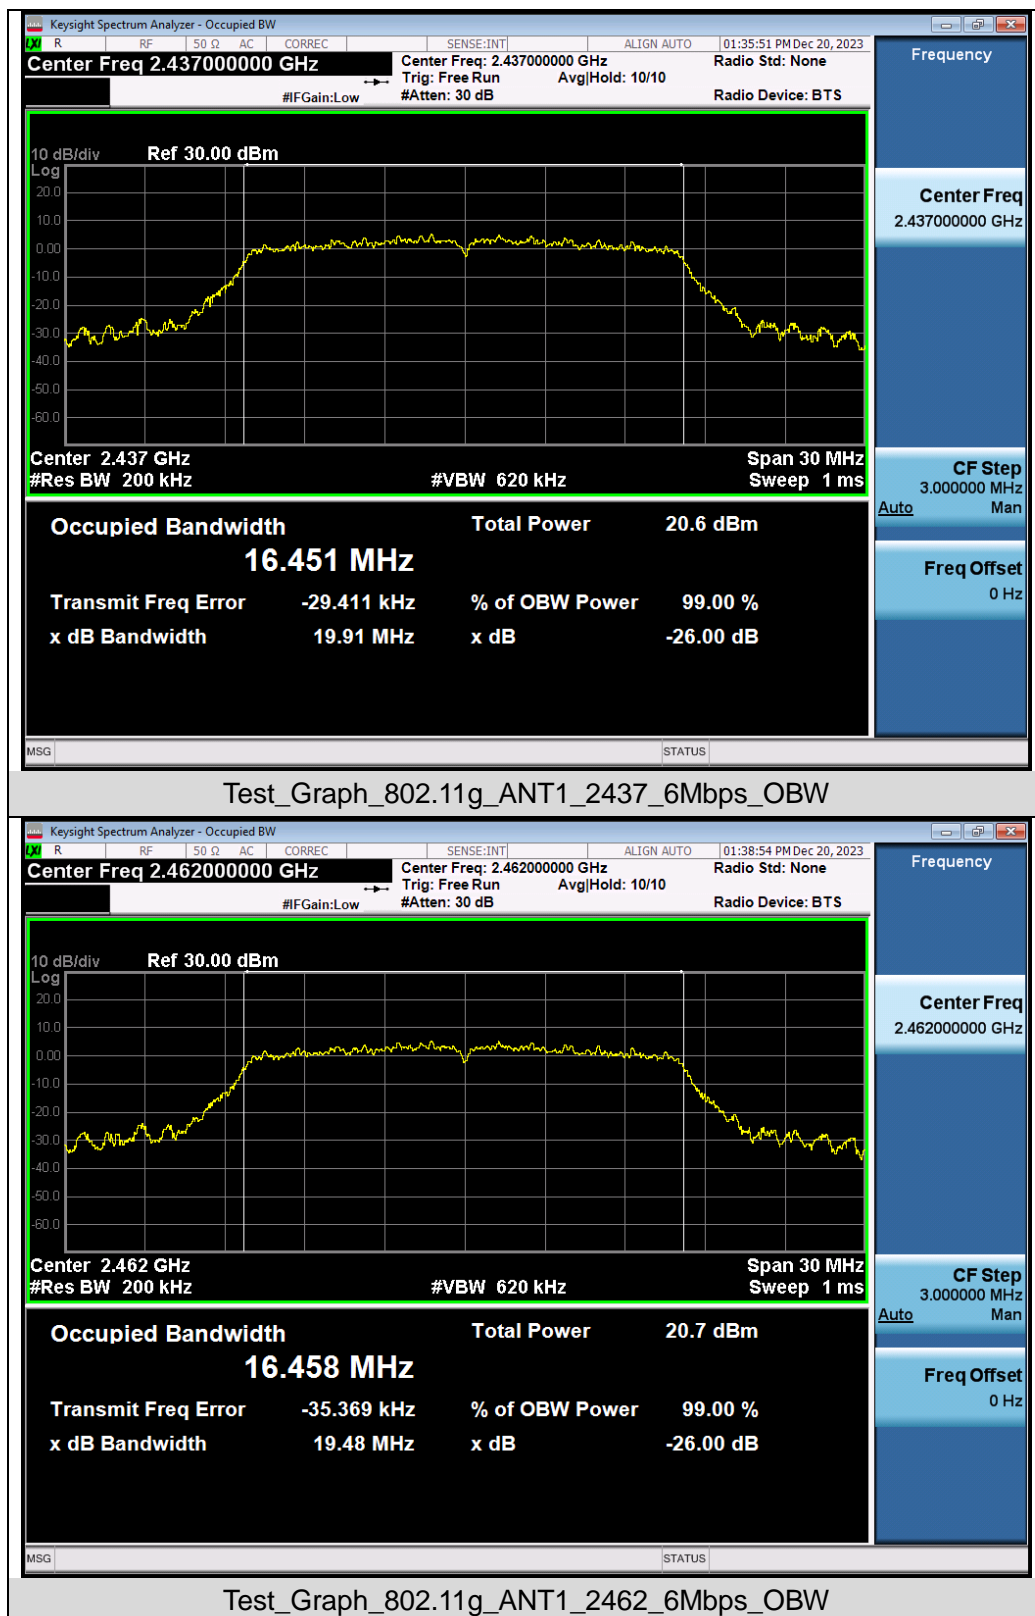 Keysight Spectrum Analyzer - Occupied BW
LXI R RF 50 Ω AC CORREC SENSE:INT ALIGN AUTO 01:35:51 PM Dec 20, 2023
Center Freq 2.437000000 GHz
Center Freq: 2.437000000 GHz Radio Std: None
Trig: Free Run Avg|Hold: 10/10
#IFGain:Low #Atten: 30 dB Radio Device: BTS
Frequency
10 dB/div Ref 30.00 dBm
Log
20.0
10.0
0.00
-10.0
-20.0
-30.0
-40.0
-50.0
-60.0
Center 2.437 GHz Span 30 MHz
#Res BW 200 kHz #VBW 620 kHz Sweep 1 ms
Center Freq
2.437000000 GHz
CF Step
3.000000 MHz
Auto Man
Freq Offset
0 Hz
Occupied Bandwidth Total Power 20.6 dBm
16.451 MHz
Transmit Freq Error -29.411 kHz % of OBW Power 99.00 %
x dB Bandwidth 19.91 MHz x dB -26.00 dB
MSG STATUS
Test_Graph_802.11g_ANT1_2437_6Mbps_OBW
Keysight Spectrum Analyzer - Occupied BW
LXI R RF 50 Ω AC CORREC SENSE:INT ALIGN AUTO 01:38:54 PM Dec 20, 2023
Center Freq 2.462000000 GHz
Center Freq: 2.462000000 GHz Radio Std: None
Trig: Free Run Avg|Hold: 10/10
#IFGain:Low #Atten: 30 dB Radio Device: BTS
Frequency
10 dB/div Ref 30.00 dBm
Log
20.0
10.0
0.00
-10.0
-20.0
-30.0
-40.0
-50.0
-60.0
Center 2.462 GHz Span 30 MHz
#Res BW 200 kHz #VBW 620 kHz Sweep 1 ms
Center Freq
2.462000000 GHz
CF Step
3.000000 MHz
Auto Man
Freq Offset
0 Hz
Occupied Bandwidth Total Power 20.7 dBm
16.458 MHz
Transmit Freq Error -35.369 kHz % of OBW Power 99.00 %
x dB Bandwidth 19.48 MHz x dB -26.00 dB
MSG STATUS
Test_Graph_802.11g_ANT1_2462_6Mbps_OBW